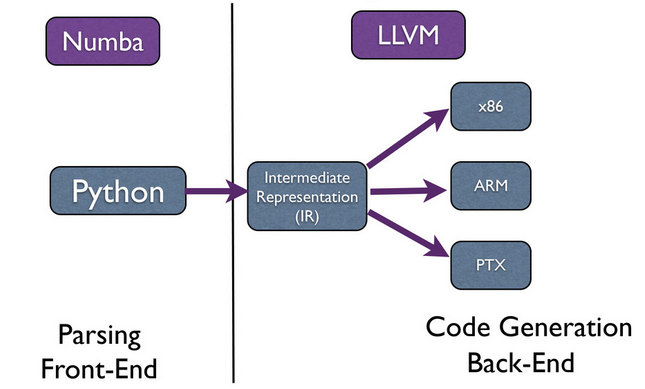 Numba
LLVM
x86
Python
Intermediate
Representation
(IR)
ARM
PTX
Parsing
Front-End
Code Generation
Back-End